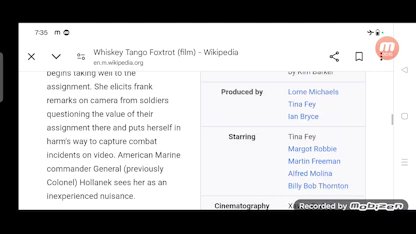 7:35 m
Whiskey Tango Foxtrot (film) - Wikipedia
en.m.wikipedia.org
begins taking well to the
assignment. She elicits frank
remarks on camera from soldiers
questioning the value of their
assignment there and puts herself in
harm's way to capture combat
incidents on video. American Marine
commander General (previously
Colonel) Hollanek sees her as an
inexperienced nuisance.
by Kim Barker
Produced by Lorne Michaels
Tina Fey
Ian Bryce
Starring Tina Fey
Margot Robbie
Martin Freeman
Alfred Molina
Billy Bob Thornton
Cinematography
Recorded by Mobizen